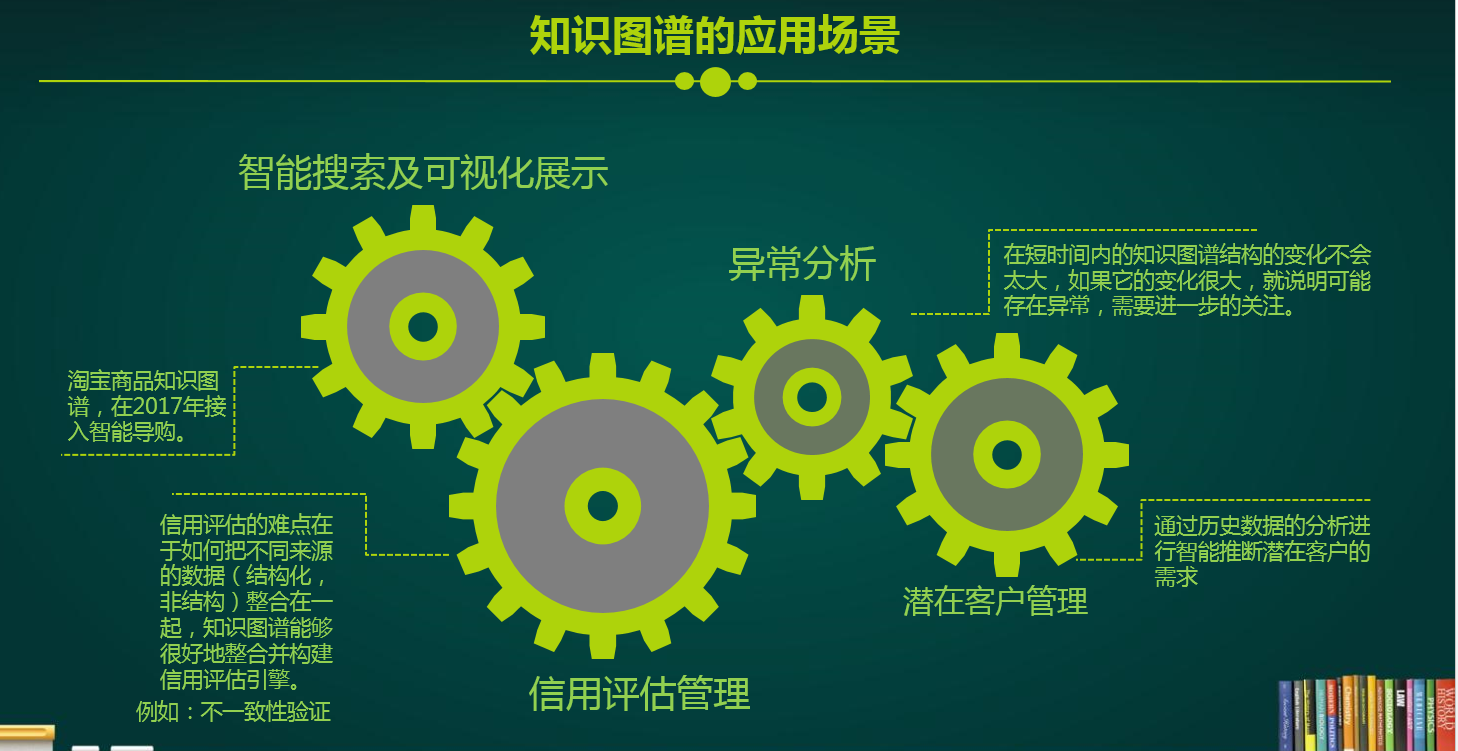 知识图谱的应用场景
智能搜索及可视化展示
淘宝商品知识图
谱，在2017年接
入智能导购。
异常分析
在短时间内的知识图谱结构的变化不会
太大，如果它的变化很大，就说明可能
存在异常，需要进一步的关注。
信用评估的难点在
于如何把不同来源
的数据（结构化，
非结构）整合在一
起，知识图谱能够
很好地整合并构建
信用评估引擎。
例如：不一致性验证
信用评估管理
通过历史数据的分析进
行智能推断潜在客户的
需求
潜在客户管理
Chemistry
SOCIOLOGY
LAW
PHYSICS
WORLD
HISTORY